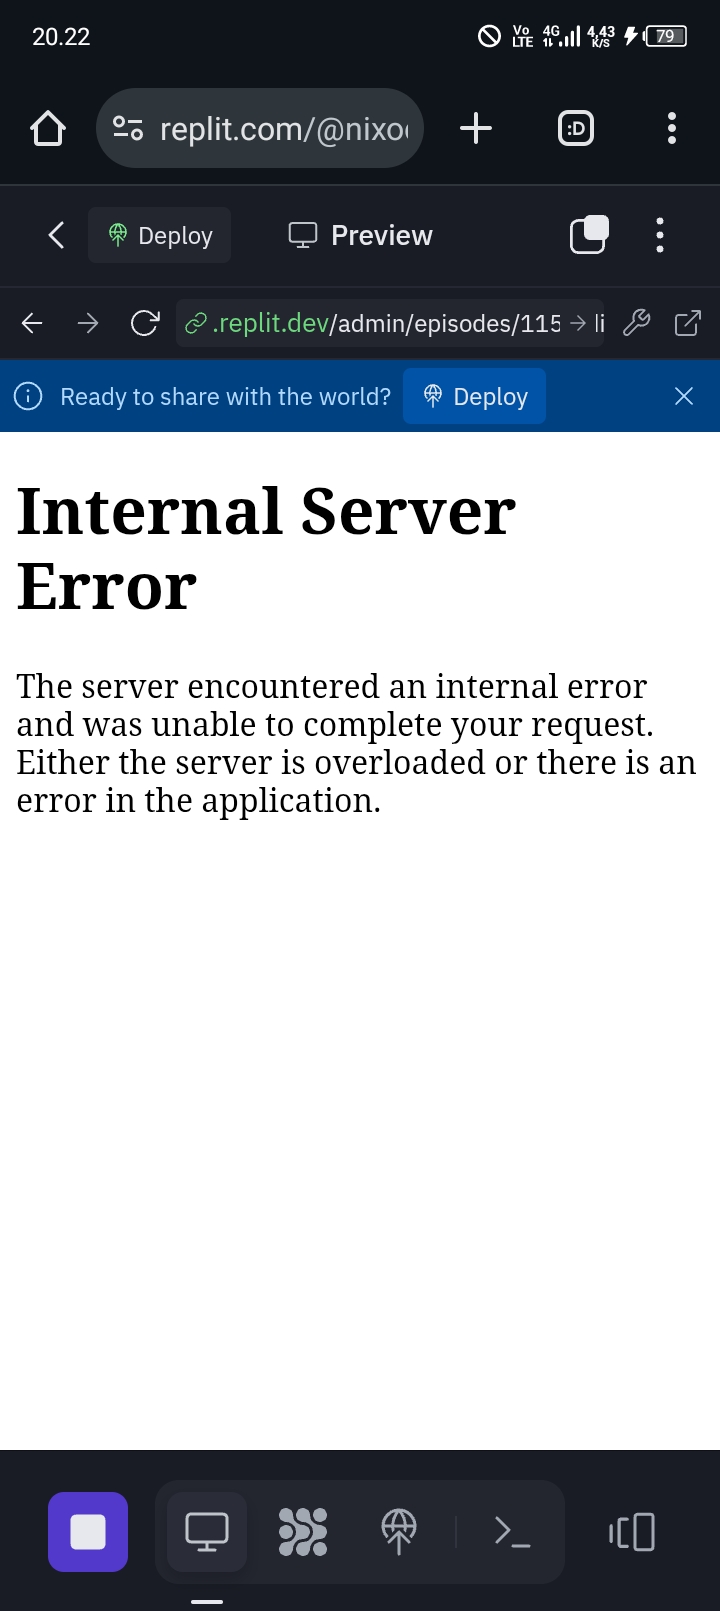 20.22
Vo LTE 4G 4,43 K/S 79
replit.com/@nixo
:D
Deploy Preview
.replit.dev/admin/episodes/115 li
Ready to share with the world? Deploy
Internal Server
Error
The server encountered an internal error
and was unable to complete your request.
Either the server is overloaded or there is an
error in the application.